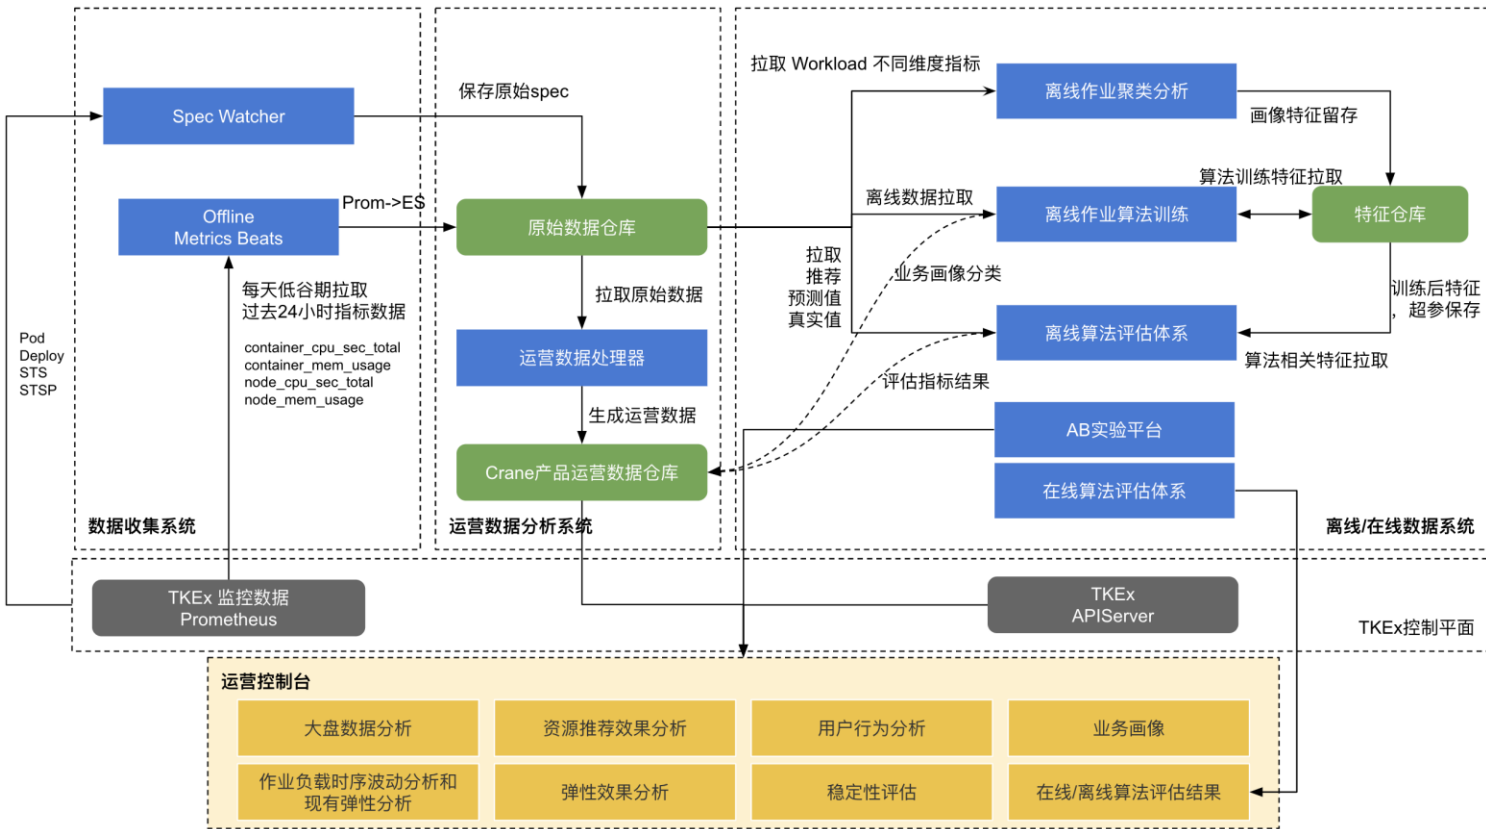 拉取 Workload 不同维度指标
保存原始spec
Spec Watcher
离线作业聚类分析
画像特征留存
Prom->ES
Offline
Metrics Beats
原始数据仓库
离线数据拉取
离线作业算法训练
算法训练特征拉取
特征仓库
每天低谷期拉取
过去24小时指标数据
拉取原始数据
拉取
推荐
预测值
真实值
业务画像分类
训练后特征
，超参保存
Pod
Deploy
STS
STSP
container_cpu_sec_total
container_mem_usage
node_cpu_sec_total
node_mem_usage
运营数据处理器
离线算法评估体系
算法相关特征拉取
评估指标结果
生成运营数据
AB实验平台
Crane产品运营数据仓库
在线算法评估体系
数据收集系统
运营数据分析系统
离线/在线数据系统
TKEx 监控数据
Prometheus
TKEx
APIServer
TKEx控制平面
运营控制台
大盘数据分析
资源推荐效果分析
用户行为分析
业务画像
作业负载时序波动分析和
现有弹性分析
弹性效果分析
稳定性评估
在线/离线算法评估结果